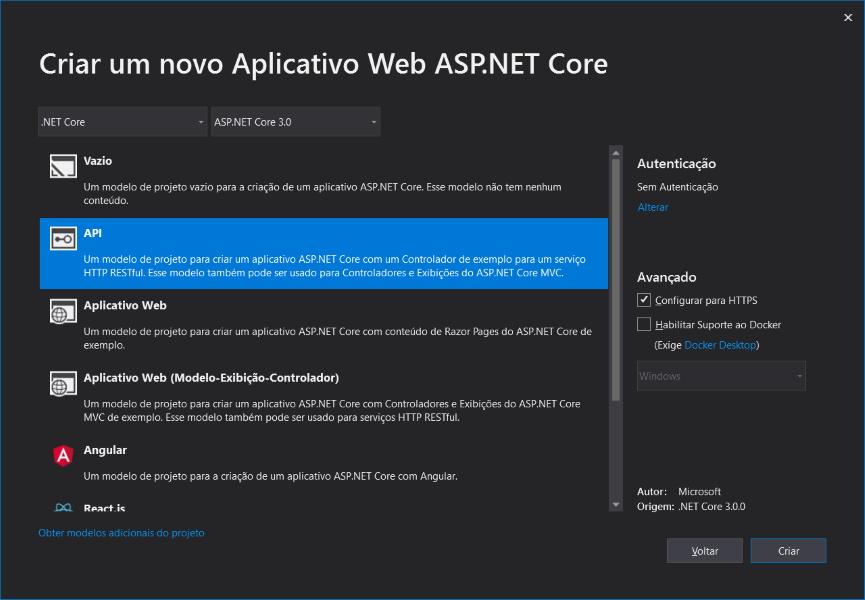 Criar um novo Aplicativo Web ASP.NET Core
.NET Core
ASP.NET Core 3.0
Vazio
Um modelo de projeto vazio para a criação de um aplicativo ASP.NET Core. Esse modelo não tem nenhum
conteúdo.
API
Um modelo de projeto para criar um aplicativo ASP.NET Core com um Controlador de exemplo para um serviço
HTTP RESTful. Esse modelo também pode ser usado para Controladores e Exibições do ASP.NET Core MVC.
Aplicativo Web
Um modelo de projeto para criar um aplicativo ASP.NET Core com conteúdo de Razor Pages do ASP.NET Core de
exemplo.
Aplicativo Web (Modelo-Exibição-Controlador)
Um modelo de projeto para criar um aplicativo ASP.NET Core com Controladores e Exibições do ASP.NET Core
MVC de exemplo. Esse modelo também pode ser usado para serviços HTTP RESTful.
Angular
Um modelo de projeto para a criação de um aplicativo ASP.NET Core com Angular.
React.js
Obter modelos adicionais do projeto
Autenticação
Sem Autenticação
Alterar
Avançado
Configurar para HTTPS
Habilitar Suporte ao Docker
(Exige Docker Desktop)
Windows
Autor: Microsoft
Origem: .NET Core 3.0.0
Voltar
Criar